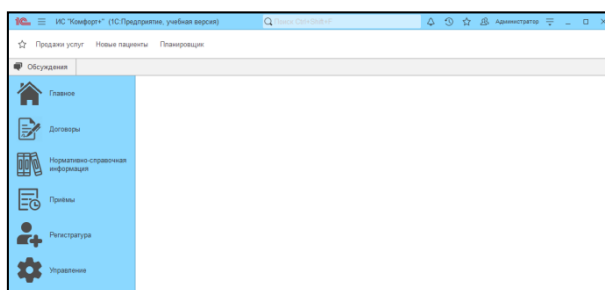 1С ИС "Комфорт+" (1С:Предприятие, учебная версия) Поиск Ctrl+Shift+F Администратор
Продажи услуг Новые пациенты Планировщик
Обсуждения
Главное
Договоры
Нормативно-справочная
информация
Приёмы
Регистратура
Управление